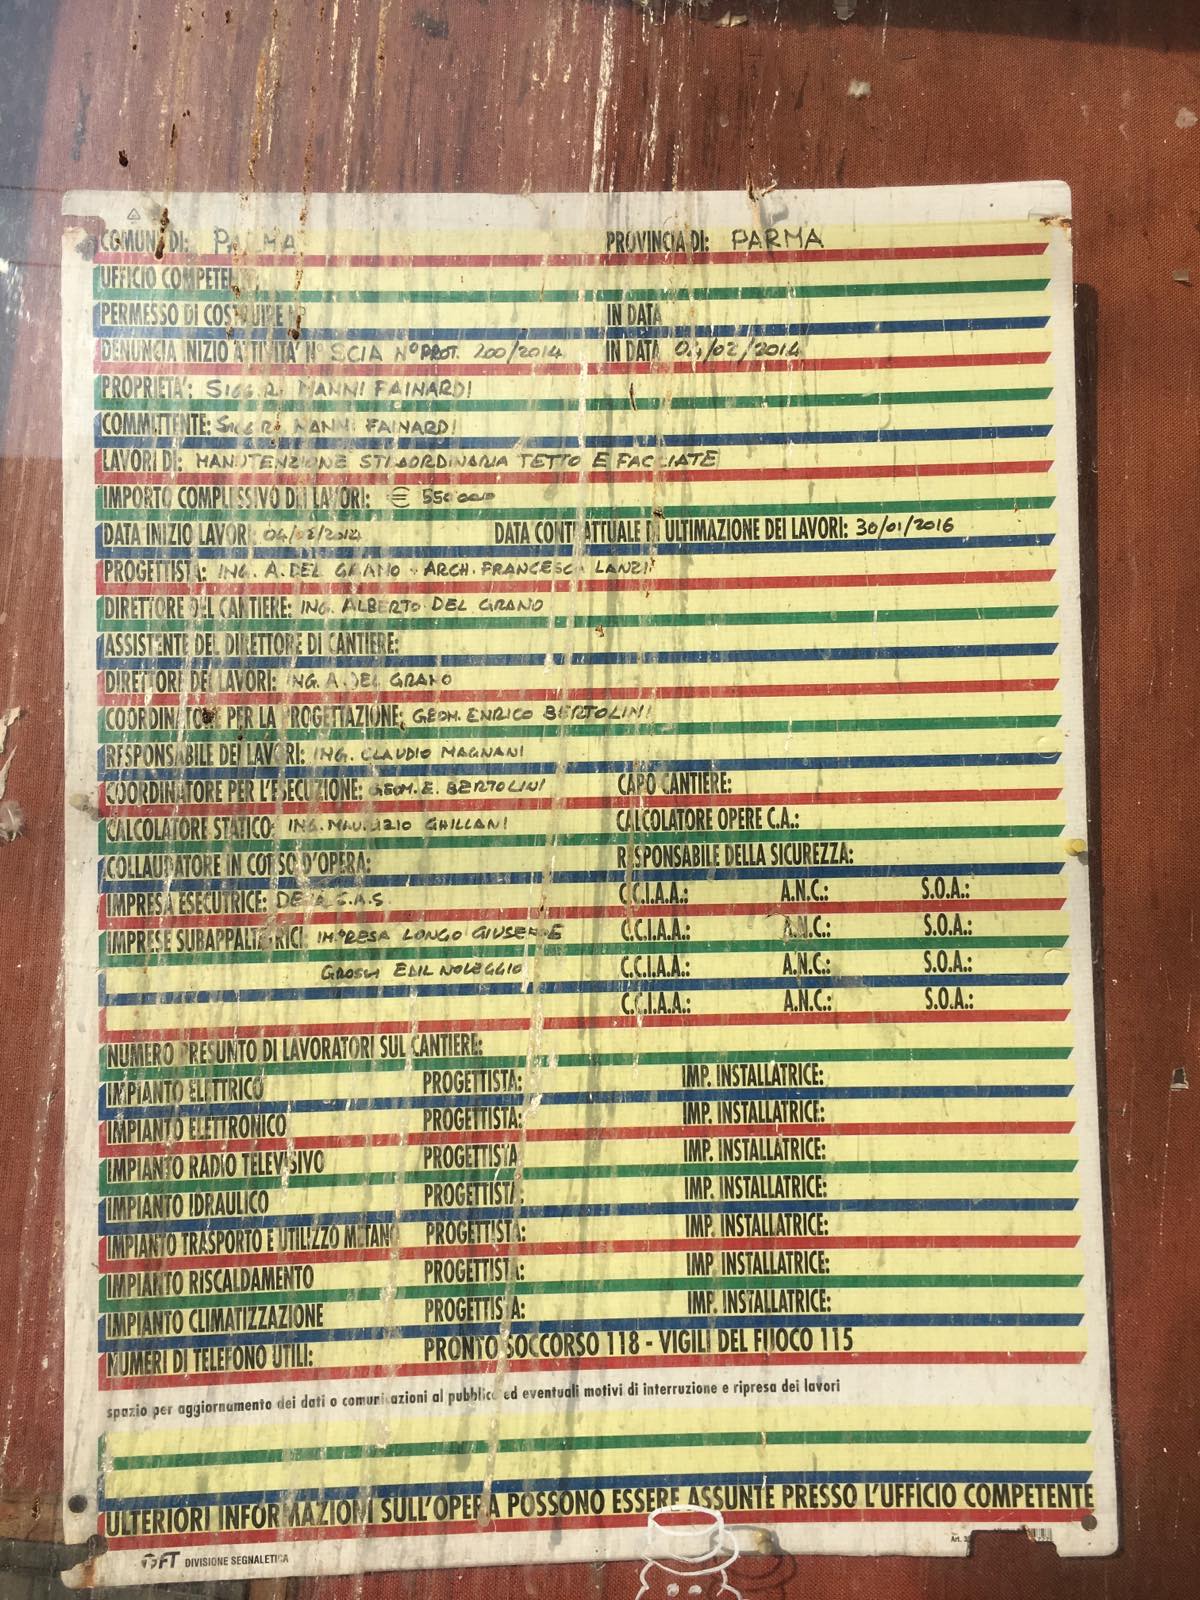 COMUNE DI: PARMA PROVINCIA DI: PARMA
UFFICIO COMPETENTE:
PERMESSO DI COSTRUIRE N° IN DATA
DENUNCIA INIZIO ATTIVITA' N° SCIA N° PROT. 200/2014 IN DATA 04/02/2014
PROPRIETA': SIGG.RI MANNI FAINARDI
COMMITTENTE: SIGG.RI MANNI FAINARDI
LAVORI DI: MANUTENZIONE STRAORDINARIA TETTO E FACCIATE
IMPORTO COMPLESSIVO DEI LAVORI: € 550000
DATA INIZIO LAVORI: 04/02/2014 DATA CONTRATTUALE DI ULTIMAZIONE DEI LAVORI: 30/01/2016
PROGETTISTA: ING. A. DEL GRANO - ARCH. FRANCESCA LANZI
DIRETTORE DEL CANTIERE: ING. ALBERTO DEL GRANO
ASSISTENTE DEL DIRETTORE DI CANTIERE:
DIRETTORE DEI LAVORI: ING. A. DEL GRANO
COORDINATORE PER LA PROGETTAZIONE: GEOM. ENRICO BERTOLINI
RESPONSABILE DEI LAVORI: ING. CLAUDIO MAGNANI
COORDINATORE PER L'ESECUZIONE: GEOM. E. BERTOLINI CAPO CANTIERE:
CALCOLATORE STATICO: ING. MAURIZIO GHILLANI CALCOLATORE OPERE C.A.:
COLLAUDATORE IN CORSO D'OPERA: RESPONSABILE DELLA SICUREZZA:
IMPRESA ESECUTRICE: S.A.S. C.C.I.A.A.: A.N.C.: S.O.A.:
IMPRESE SUBAPPALTATRICI: IMPRESA LONGO GIUSEPPE C.C.I.A.A.: A.N.C.: S.O.A.:
GROSSI EDIL NOLEGGIO C.C.I.A.A.: A.N.C.: S.O.A.:
C.C.I.A.A.: A.N.C.: S.O.A.:
NUMERO PRESUNTO DI LAVORATORI SUL CANTIERE:
IMPIANTO ELETTRICO PROGETTISTA: IMP. INSTALLATRICE:
IMPIANTO ELETTRONICO PROGETTISTA: IMP. INSTALLATRICE:
IMPIANTO RADIO TELEVISIVO PROGETTISTA IMP. INSTALLATRICE:
IMPIANTO IDRAULICO PROGETTISTA: IMP. INSTALLATRICE:
IMPIANTO TRASPORTO E UTILIZZO METANO PROGETTISTA: IMP. INSTALLATRICE:
IMPIANTO RISCALDAMENTO PROGETTISTA: IMP. INSTALLATRICE:
IMPIANTO CLIMATIZZAZIONE PROGETTISTA: IMP. INSTALLATRICE:
NUMERI DI TELEFONO UTILI: PRONTO SOCCORSO 118 - VIGILI DEL FUOCO 115
spazio per aggiornamento dei dati o comunicazioni al pubblico ed eventuali motivi di interruzione e ripresa dei lavori
ULTERIORI INFORMAZIONI SULL'OPERA POSSONO ESSERE ASSUNTE PRESSO L'UFFICIO COMPETENTE
DIVISIONE SEGNALETICA